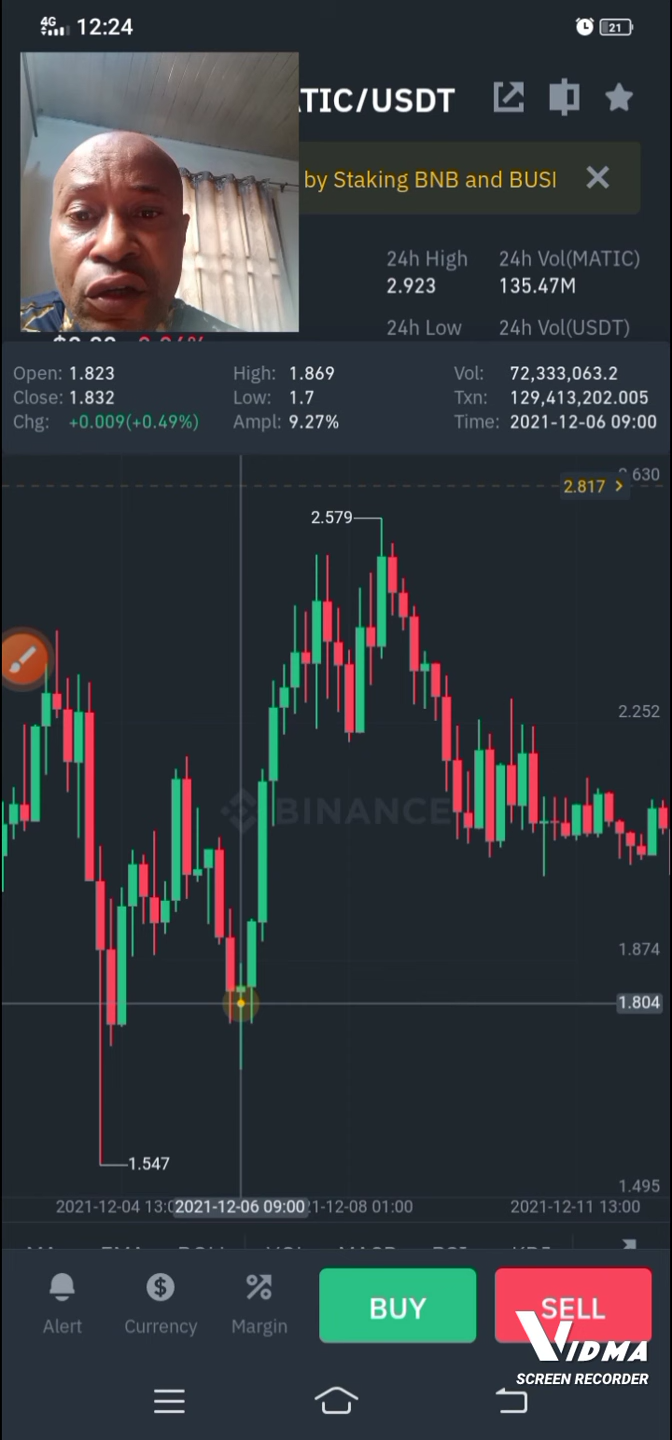 4G 12:24 21
TIC/USDT
by Staking BNB and BUSI
24h High 24h Vol(MATIC)
2.923 135.47M
24h Low 24h Vol(USDT)
Open: 1.823 High: 1.869 Vol: 72,333,063.2
Close: 1.832 Low: 1.7 Txn: 129,413,202.005
Chg: +0.009(+0.49%) Ampl: 9.27% Time: 2021-12-06 09:00
2.630
2.817 >
2.579
2.252
BINANCE
1.874
1.804
1.547
1.495
2021-12-04 13:0 2021-12-06 09:00 1-12-08 01:00 2021-12-11 13:00
Alert Currency Margin BUY SELL
VIDMA
SCREEN RECORDER